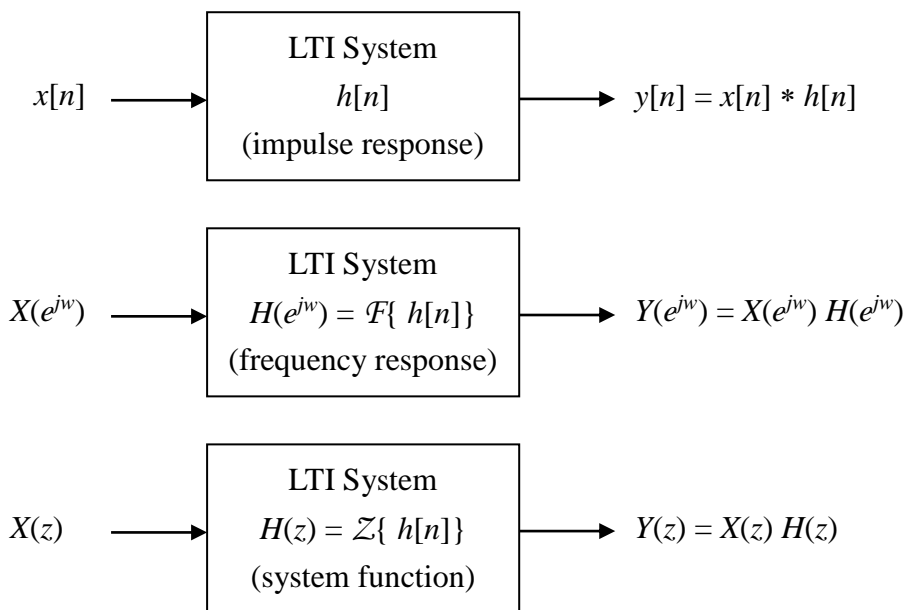 LTI System
x[n] h[n] y[n] = x[n] * h[n]
(impulse response)
LTI System
X(e^{jw}) H(e^{jw}) = ℱ{ h[n]} Y(e^{jw}) = X(e^{jw}) H(e^{jw})
(frequency response)
LTI System
X(z) H(z) = 𝒵{ h[n]} Y(z) = X(z) H(z)
(system function)